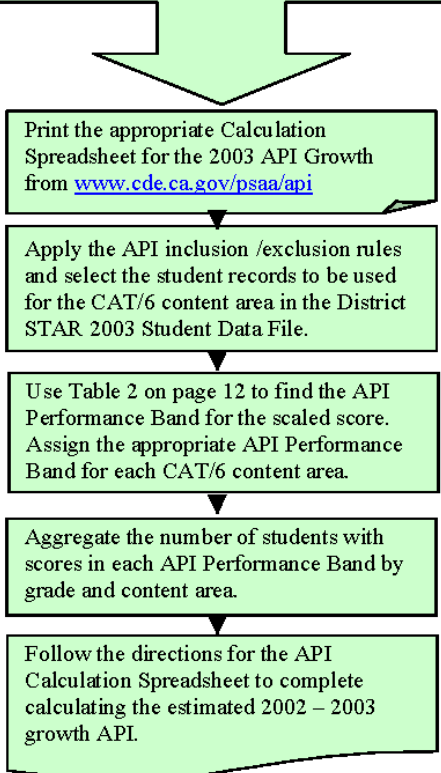 Print the appropriate Calculation
Spreadsheet for the 2003 API Growth
from www.cde.ca.gov/psaa/api
Apply the API inclusion /exclusion rules
and select the student records to be used
for the CAT/6 content area in the District
STAR 2003 Student Data File.
Use Table 2 on page 12 to find the API
Performance Band for the scaled score.
Assign the appropriate API Performance
Band for each CAT/6 content area.
Aggregate the number of students with
scores in each API Performance Band by
grade and content area.
Follow the directions for the API
Calculation Spreadsheet to complete
calculating the estimated 2002 – 2003
growth API.